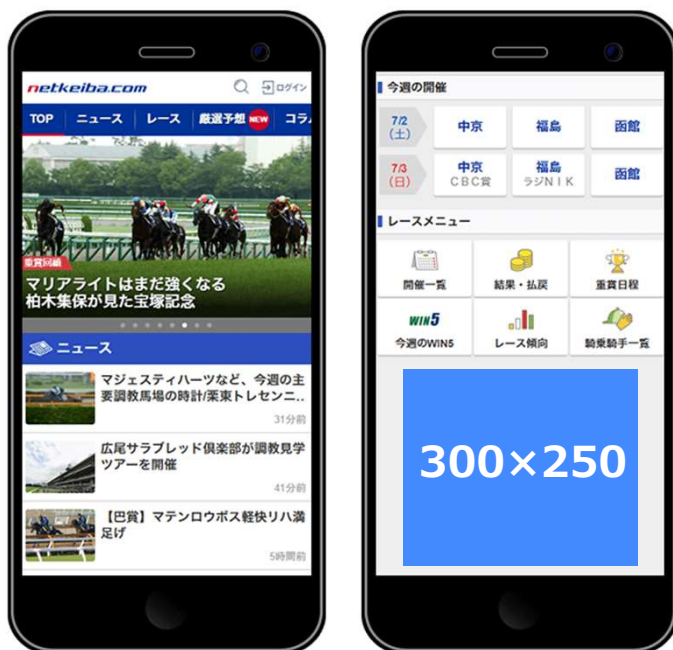 netkeiba.com
ログイン
TOP ニュース レース 厳選予想 NEW コラ
重賞回顧
マリアライトはまだ強くなる
柏木集保が見た宝塚記念
ニュース
マジェスティハーツなど、今週の主
要調教馬場の時計/栗東トレセンニ..
31分前
広尾サラブレッド倶楽部が調教見学
ツアーを開催
41分前
【巴賞】マテンロウボス軽快リハ満
足げ
5時間前
今週の開催
7/2
(土)
中京 福島 函館
7/3
(日)
中京 福島 函館
CBC賞 ラジNIK
レースメニュー
開催一覧 結果・払戻 重賞日程
WIN5
今週のWIN5 レース傾向 騎乗騎手一覧
300×250